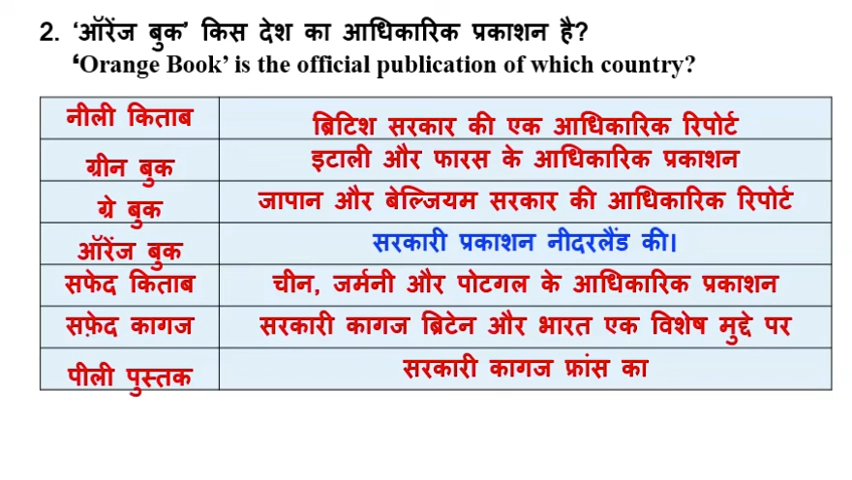 2. ‘ऑरेंज बुक’ किस देश का आधिकारिक प्रकाशन है?
‘Orange Book’ is the official publication of which country?
नीली किताब ब्रिटिश सरकार की एक आधिकारिक रिपोर्ट
ग्रीन बुक इटाली और फारस के आधिकारिक प्रकाशन
ग्रे बुक जापान और बेल्जियम सरकार की आधिकारिक रिपोर्ट
ऑरेंज बुक सरकारी प्रकाशन नीदरलैंड की।
सफेद किताब चीन, जर्मनी और पोटगल के आधिकारिक प्रकाशन
सफ़ेद कागज सरकारी कागज ब्रिटेन और भारत एक विशेष मुद्दे पर
पीली पुस्तक सरकारी कागज फ्रांस का